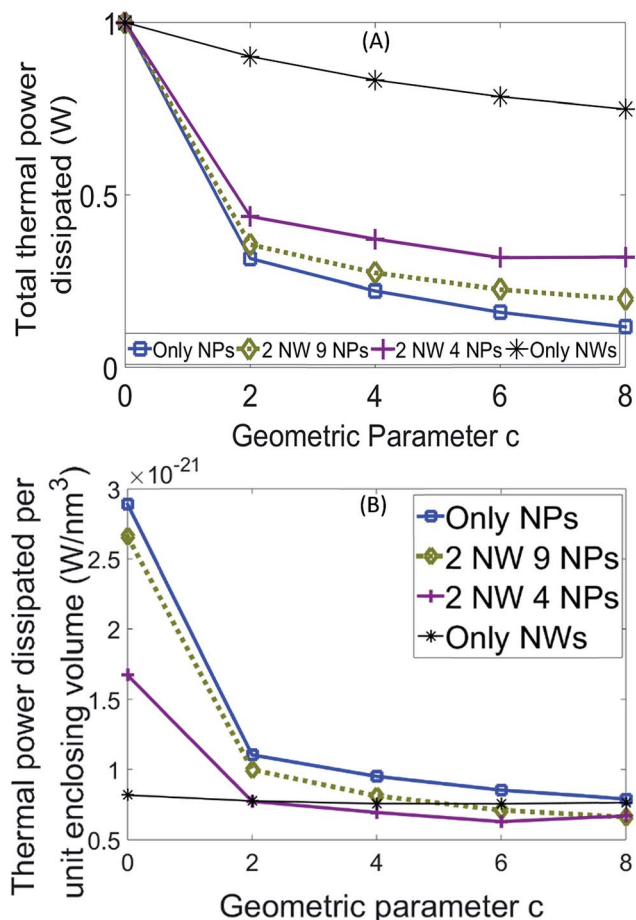 (A)
Total thermal power
dissipated (W)
1
0.5
0
Only NPs 2 NW 9 NPs 2 NW 4 NPs Only NWs
0 2 4 6 8
Geometric Parameter c
×10⁻²¹
(B)
Thermal power dissipated per
unit enclosing volume (W/nm³)
3
2.5
2
1.5
1
0.5
Only NPs
2 NW 9 NPs
2 NW 4 NPs
Only NWs
0 2 4 6 8
Geometric parameter c